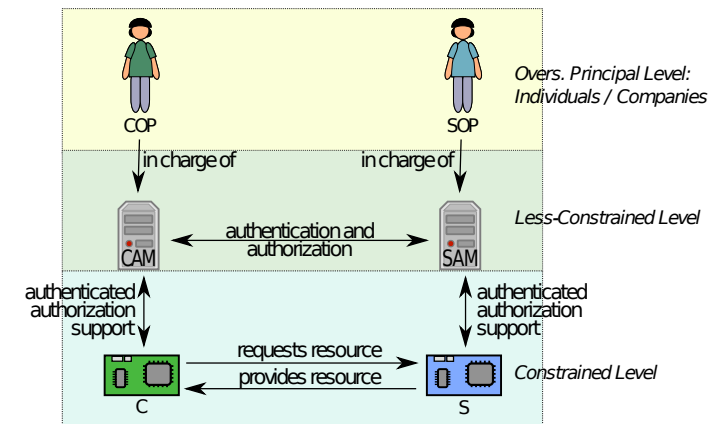 Overs. Principal Level:
Individuals / Companies
COP
SOP
in charge of
in charge of
Less-Constrained Level
authentication and
authorization
CAM
SAM
authenticated
authorization
support
authenticated
authorization
support
requests resource
provides resource
Constrained Level
C
S